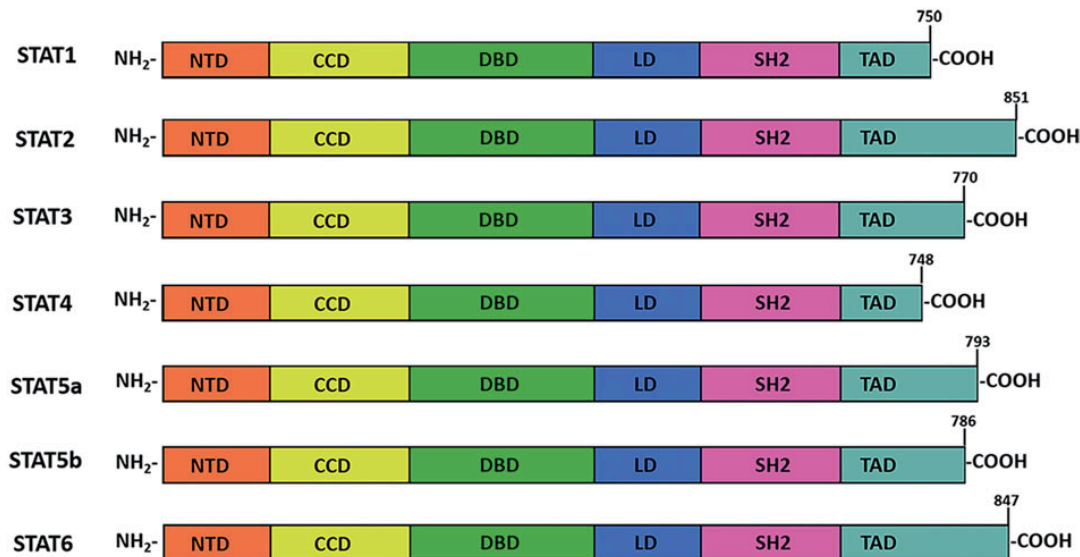 750
STAT1 NH2- NTD CCD DBD LD SH2 TAD -COOH
851
STAT2 NH2- NTD CCD DBD LD SH2 TAD -COOH
770
STAT3 NH2- NTD CCD DBD LD SH2 TAD -COOH
748
STAT4 NH2- NTD CCD DBD LD SH2 TAD -COOH
793
STAT5a NH2- NTD CCD DBD LD SH2 TAD -COOH
786
STAT5b NH2- NTD CCD DBD LD SH2 TAD -COOH
847
STAT6 NH2- NTD CCD DBD LD SH2 TAD -COOH